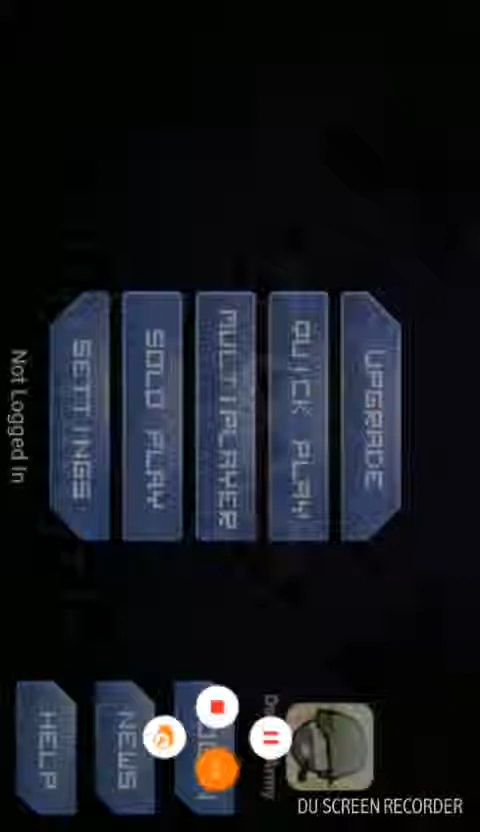 UPGRADE
QUICK PLAY
MULTIPLAYER
SOLO PLAY
SETTINGS
Not Logged In
NEWS
HELP
DU SCREEN RECORDER